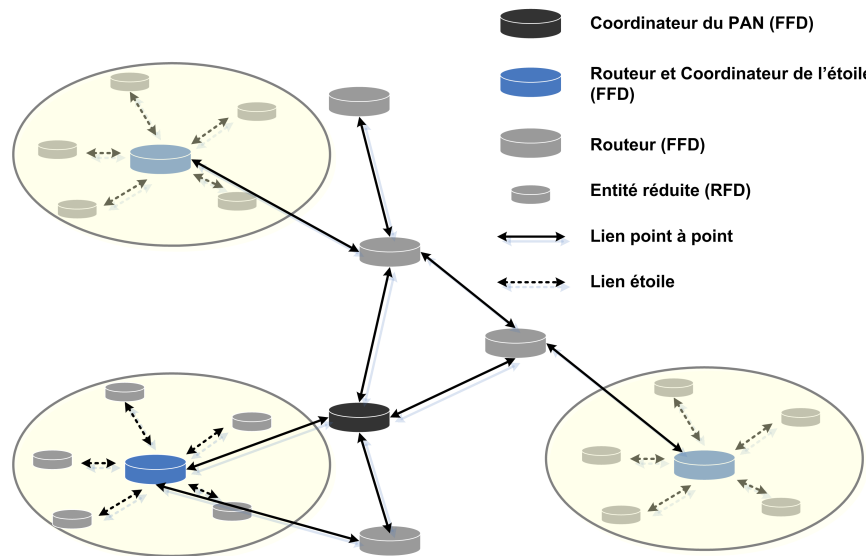 Coordinateur du PAN (FFD)
Routeur et Coordinateur de l'étoile
(FFD)
Routeur (FFD)
Entité réduite (RFD)
Lien point à point
Lien étoile